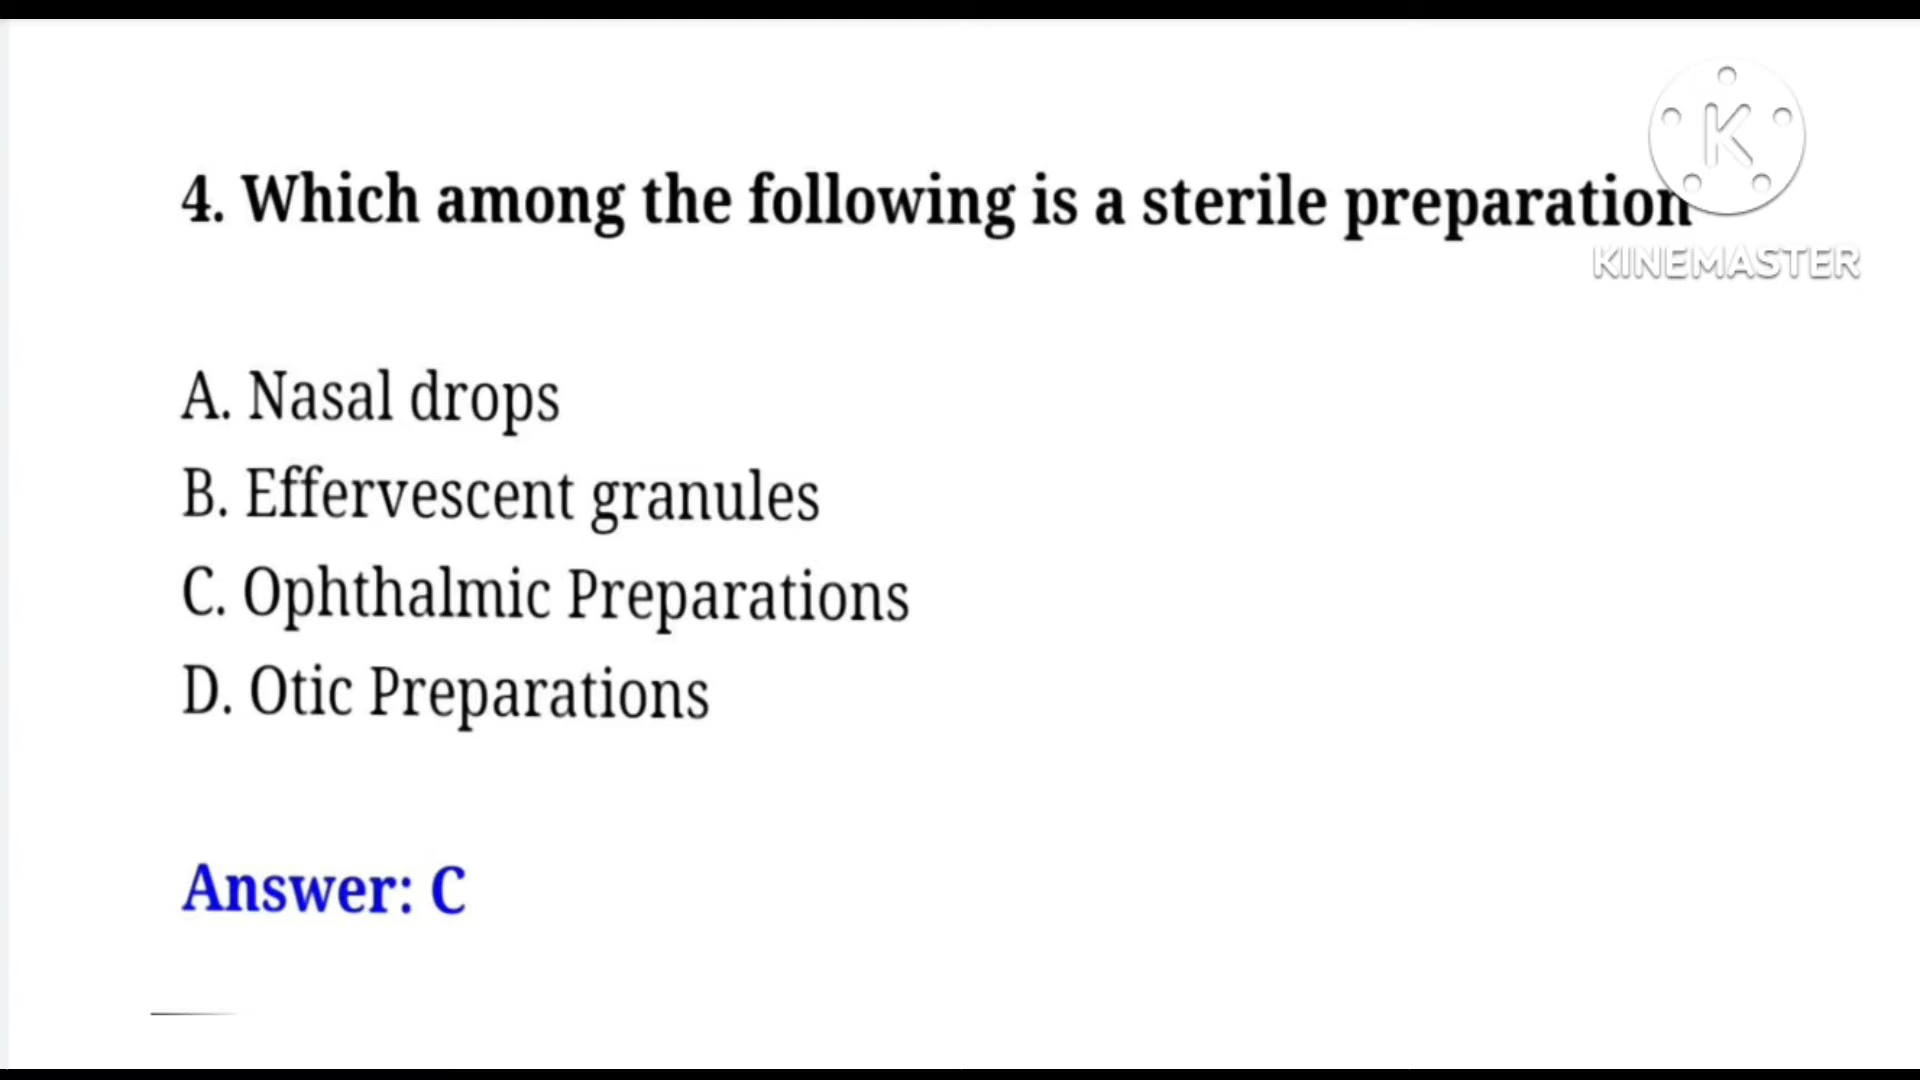 4. Which among the following is a sterile preparation
K
KINEMASTER
A. Nasal drops
B. Effervescent granules
C. Ophthalmic Preparations
D. Otic Preparations
Answer: C